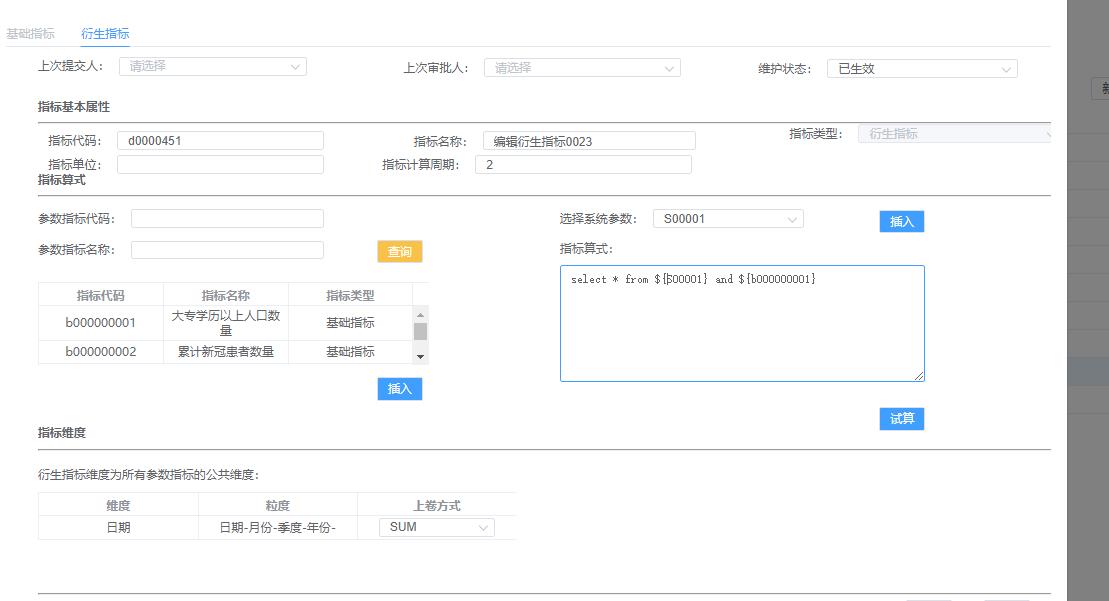 基础指标 衍生指标
上次提交人: 请选择 上次审批人: 请选择 维护状态: 已生效
指标基本属性
指标代码: d0000451 指标名称: 编辑衍生指标0023 指标类型: 衍生指标
指标单位: 指标计算周期: 2
指标算式
参数指标代码: 选择系统参数: S00001 插入
参数指标名称: 查询 指标算式:
select * from ${S00001} and ${b000000001}
指标代码 指标名称 指标类型
b000000001 大专学历以上人口数量 基础指标
b000000002 累计新冠患者数量 基础指标
插入
试算
指标维度
衍生指标维度为所有参数指标的公共维度:
维度 粒度 上卷方式
日期 日期-月份-季度-年份- SUM